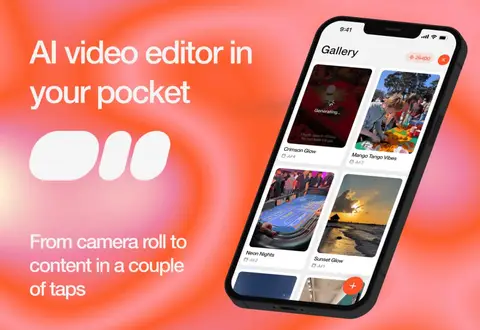 AI video editor in
your pocket
From camera roll to
content in a couple
of taps
9:41
Gallery
Generating...
Crimson Glow
Mango Tango Vibes
Neon Nights
Sunset Glow